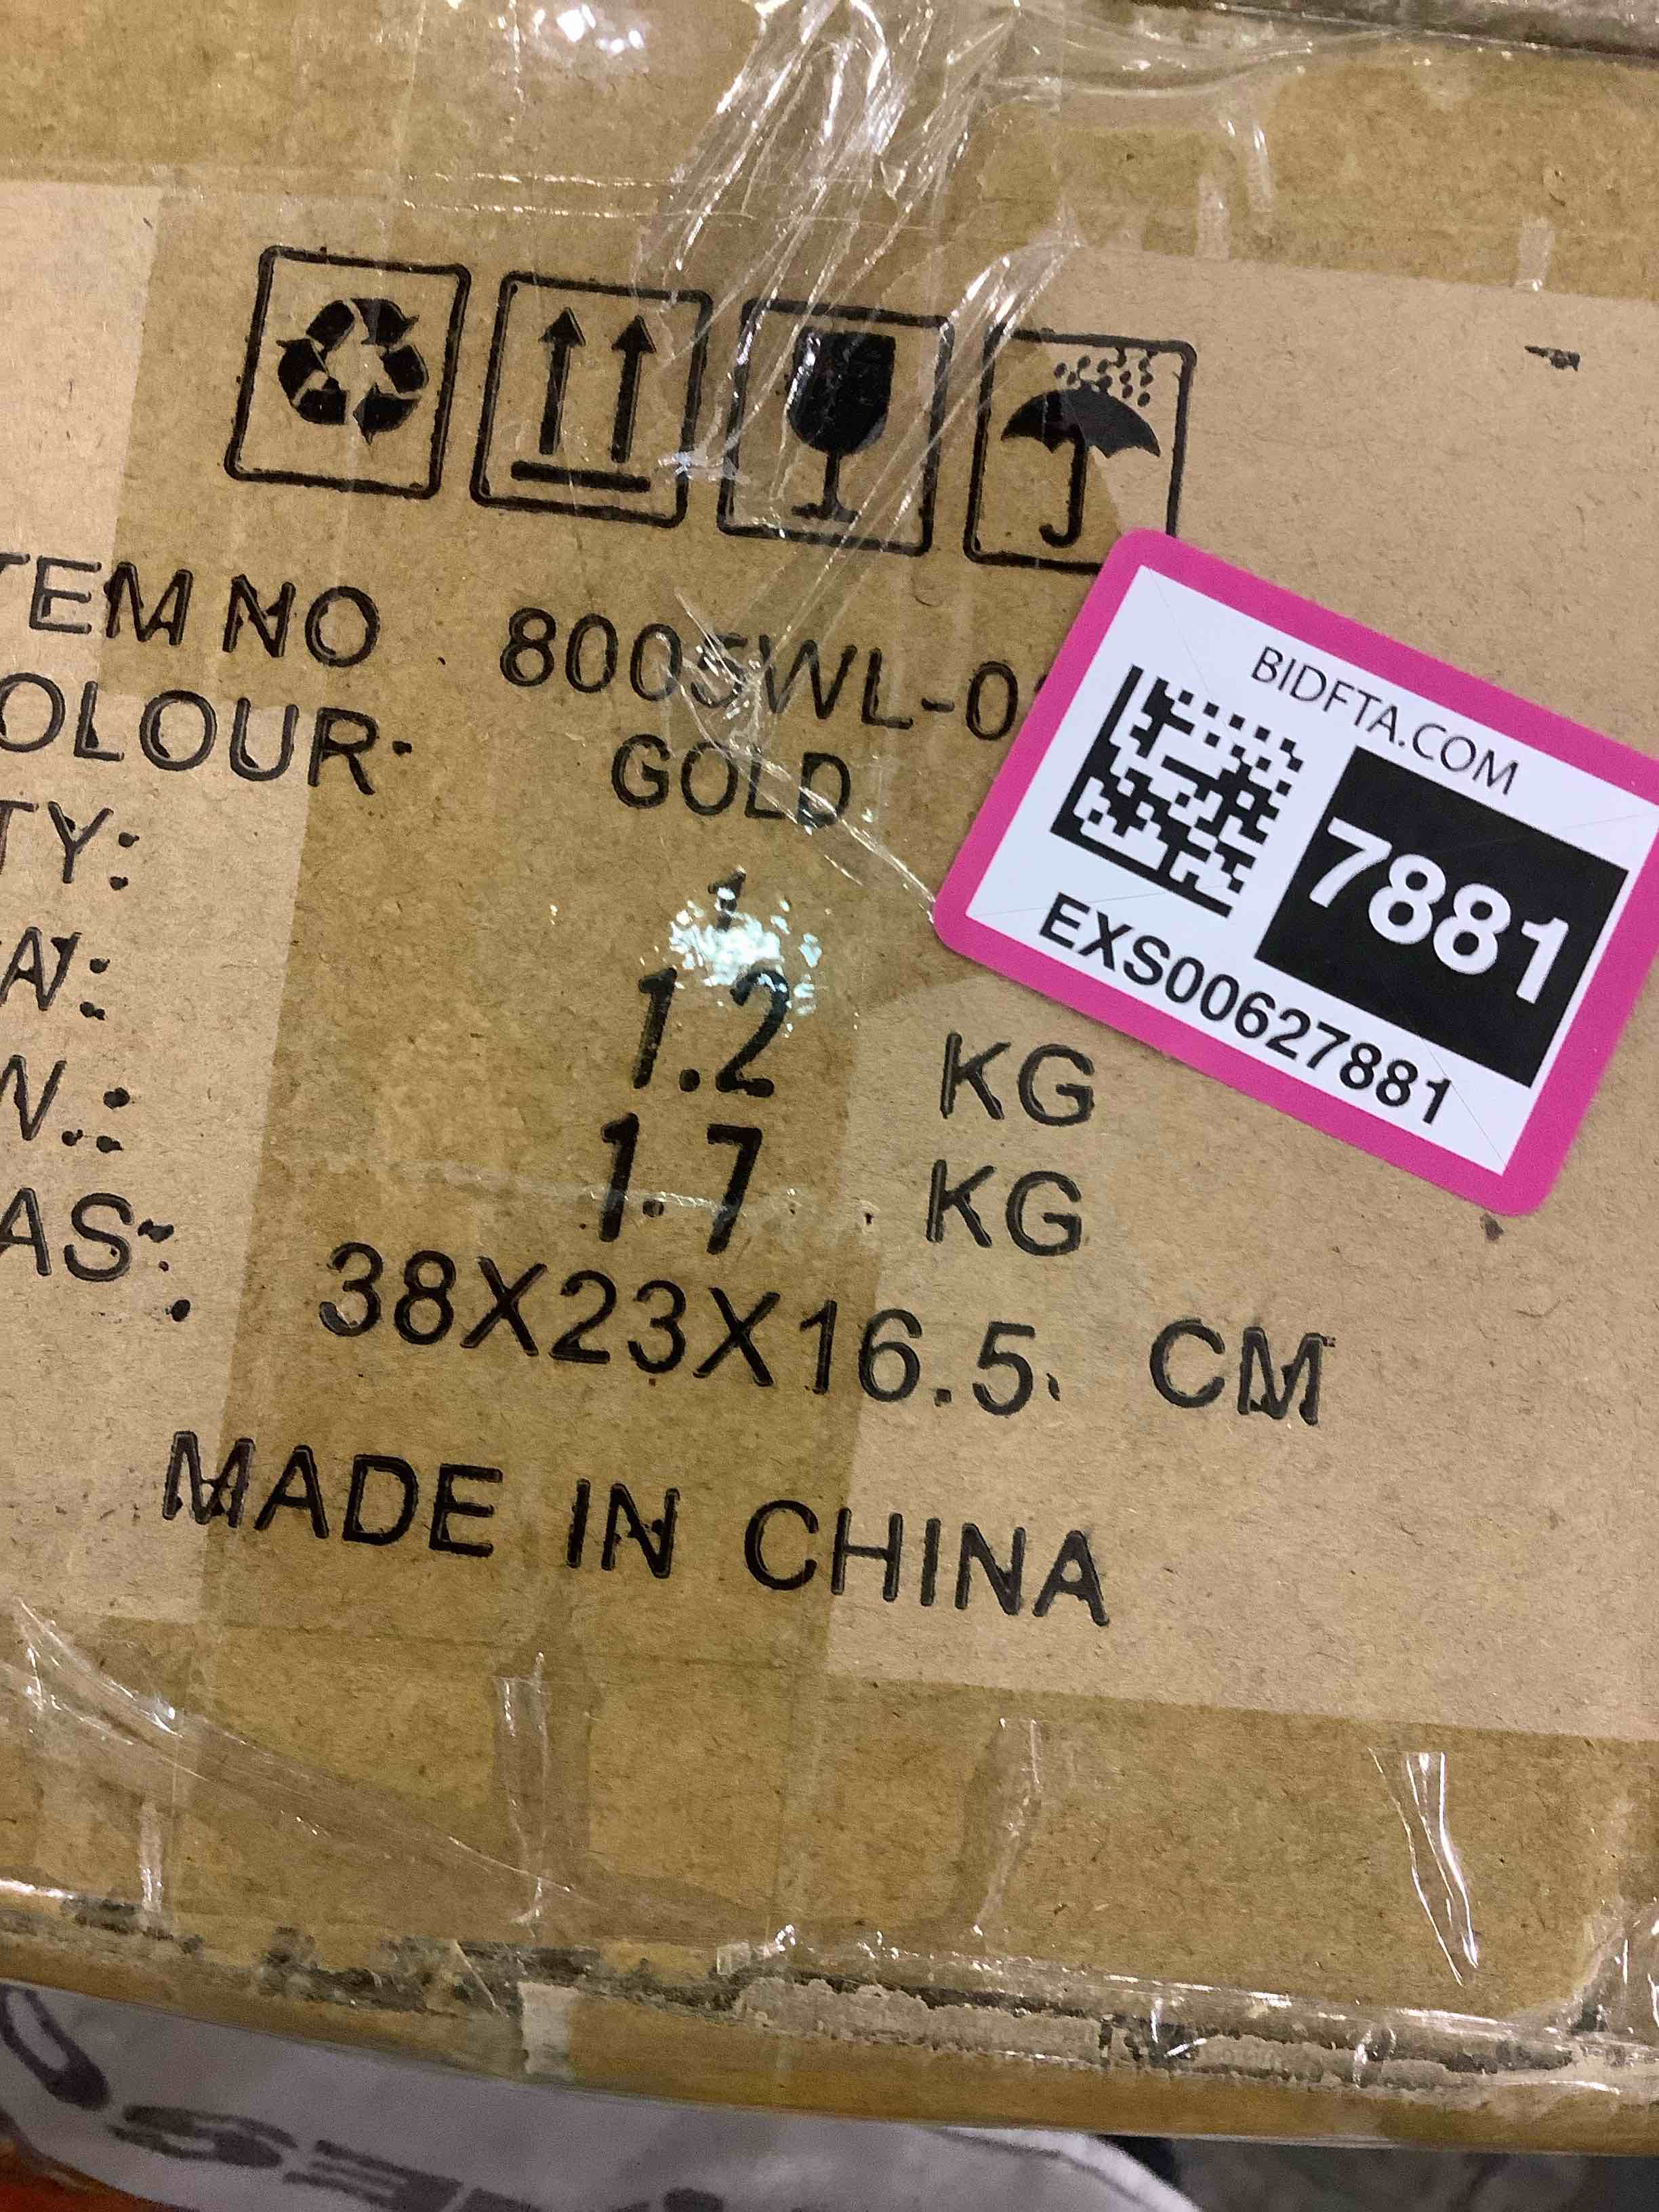 TEM NO 8005WL-0
OLOUR: GOLD
TY: 1
1.2 KG
1.7 KG
AS: 38X23X16.5 CM
MADE IN CHINA
BIDFTA.COM
7881
EXS00627881